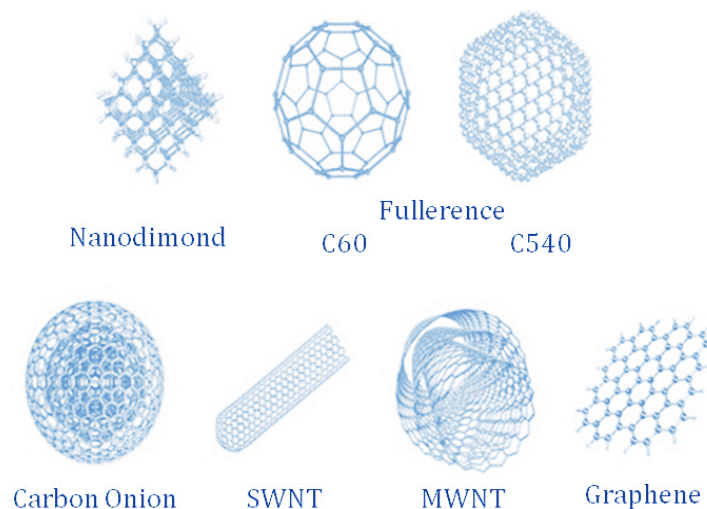 Fullerence
Nanodimond
C60
C540
Carbon Onion
SWNT
MWNT
Graphene